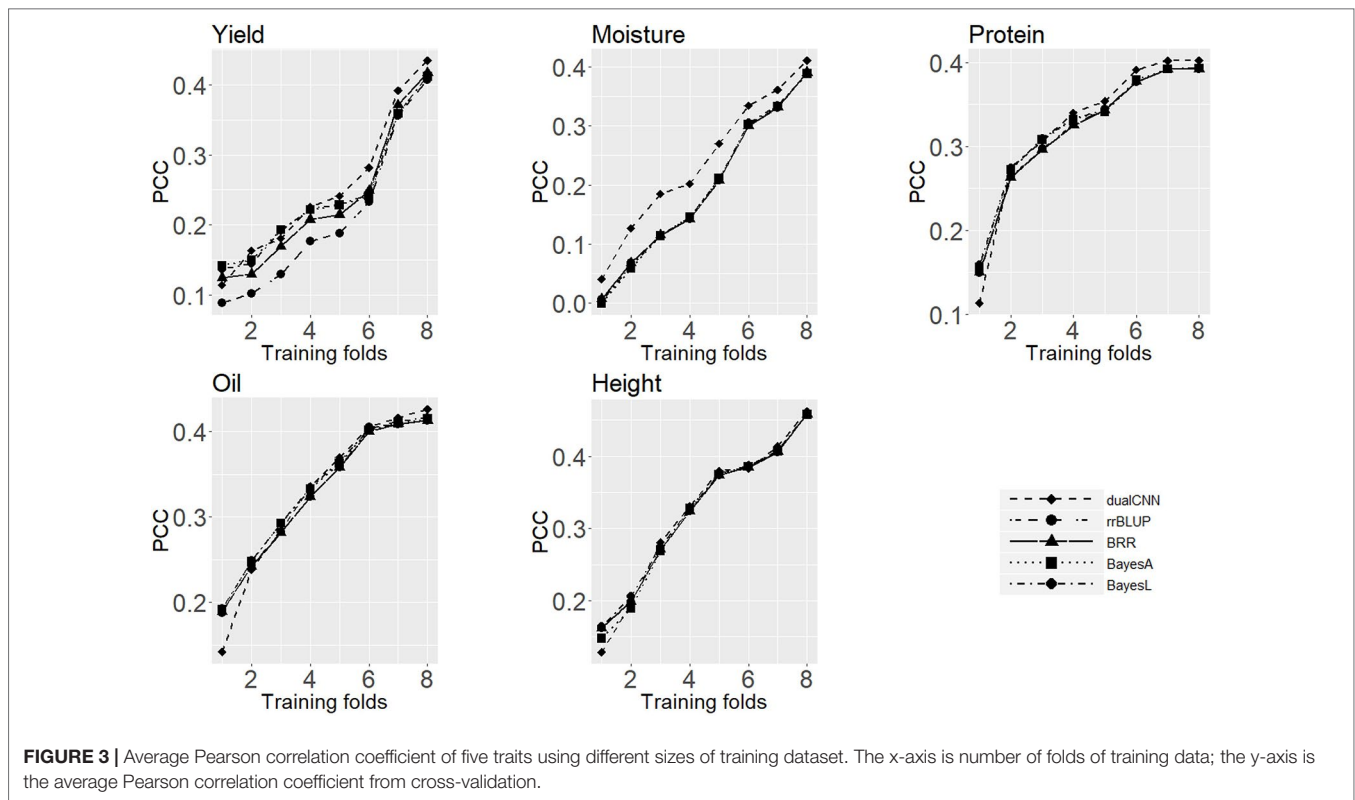 Yield
0.4
0.3
0.2
0.1
PCC
2 4 6 8
Training folds
Moisture
0.4
0.3
0.2
0.1
0.0
PCC
2 4 6 8
Training folds
Protein
0.4
0.3
0.2
0.1
PCC
2 4 6 8
Training folds
Oil
0.4
0.3
0.2
PCC
2 4 6 8
Training folds
Height
0.4
0.3
0.2
PCC
2 4 6 8
Training folds
dualCNN
rrBLUP
BRR
BayesA
BayesL
FIGURE 3 | Average Pearson correlation coefficient of five traits using different sizes of training dataset. The x-axis is number of folds of training data; the y-axis is
the average Pearson correlation coefficient from cross-validation.